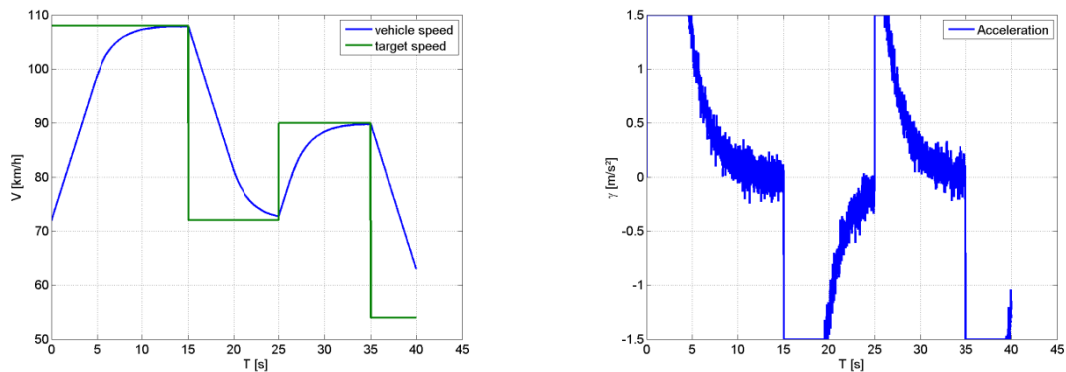 110
100
90
80
70
60
50
V [km/h]
0 5 10 15 20 25 30 35 40 45
T [s]
vehicle speed
target speed
1.5
1
0.5
0
-0.5
-1
-1.5
γ [m/s²]
0 5 10 15 20 25 30 35 40 45
T [s]
Acceleration